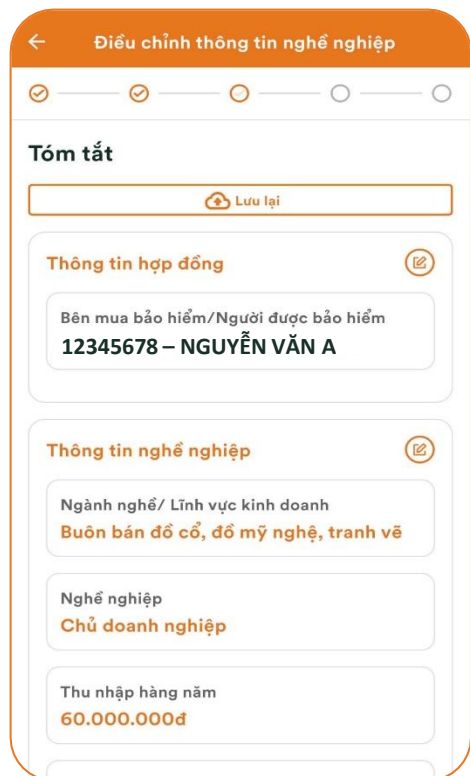 Điều chỉnh thông tin nghề nghiệp
Tóm tắt
Lưu lại
Thông tin hợp đồng
Bên mua bảo hiểm/Người được bảo hiểm
12345678 – NGUYỄN VĂN A
Thông tin nghề nghiệp
Ngành nghề/ Lĩnh vực kinh doanh
Buôn bán đồ cổ, đồ mỹ nghệ, tranh vẽ
Nghề nghiệp
Chủ doanh nghiệp
Thu nhập hàng năm
60.000.000đ